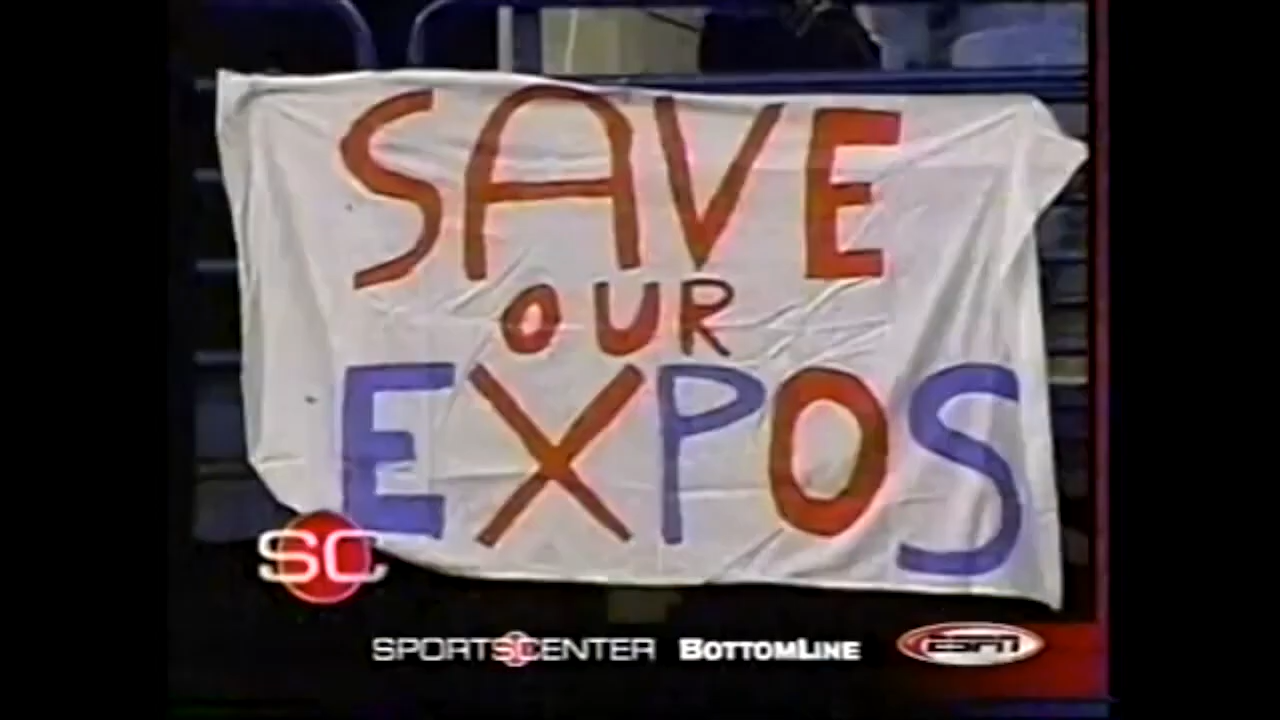 SAVE
OUR
EXPOS
SC
SPORTSCENTER BOTTOMLINE ESPN